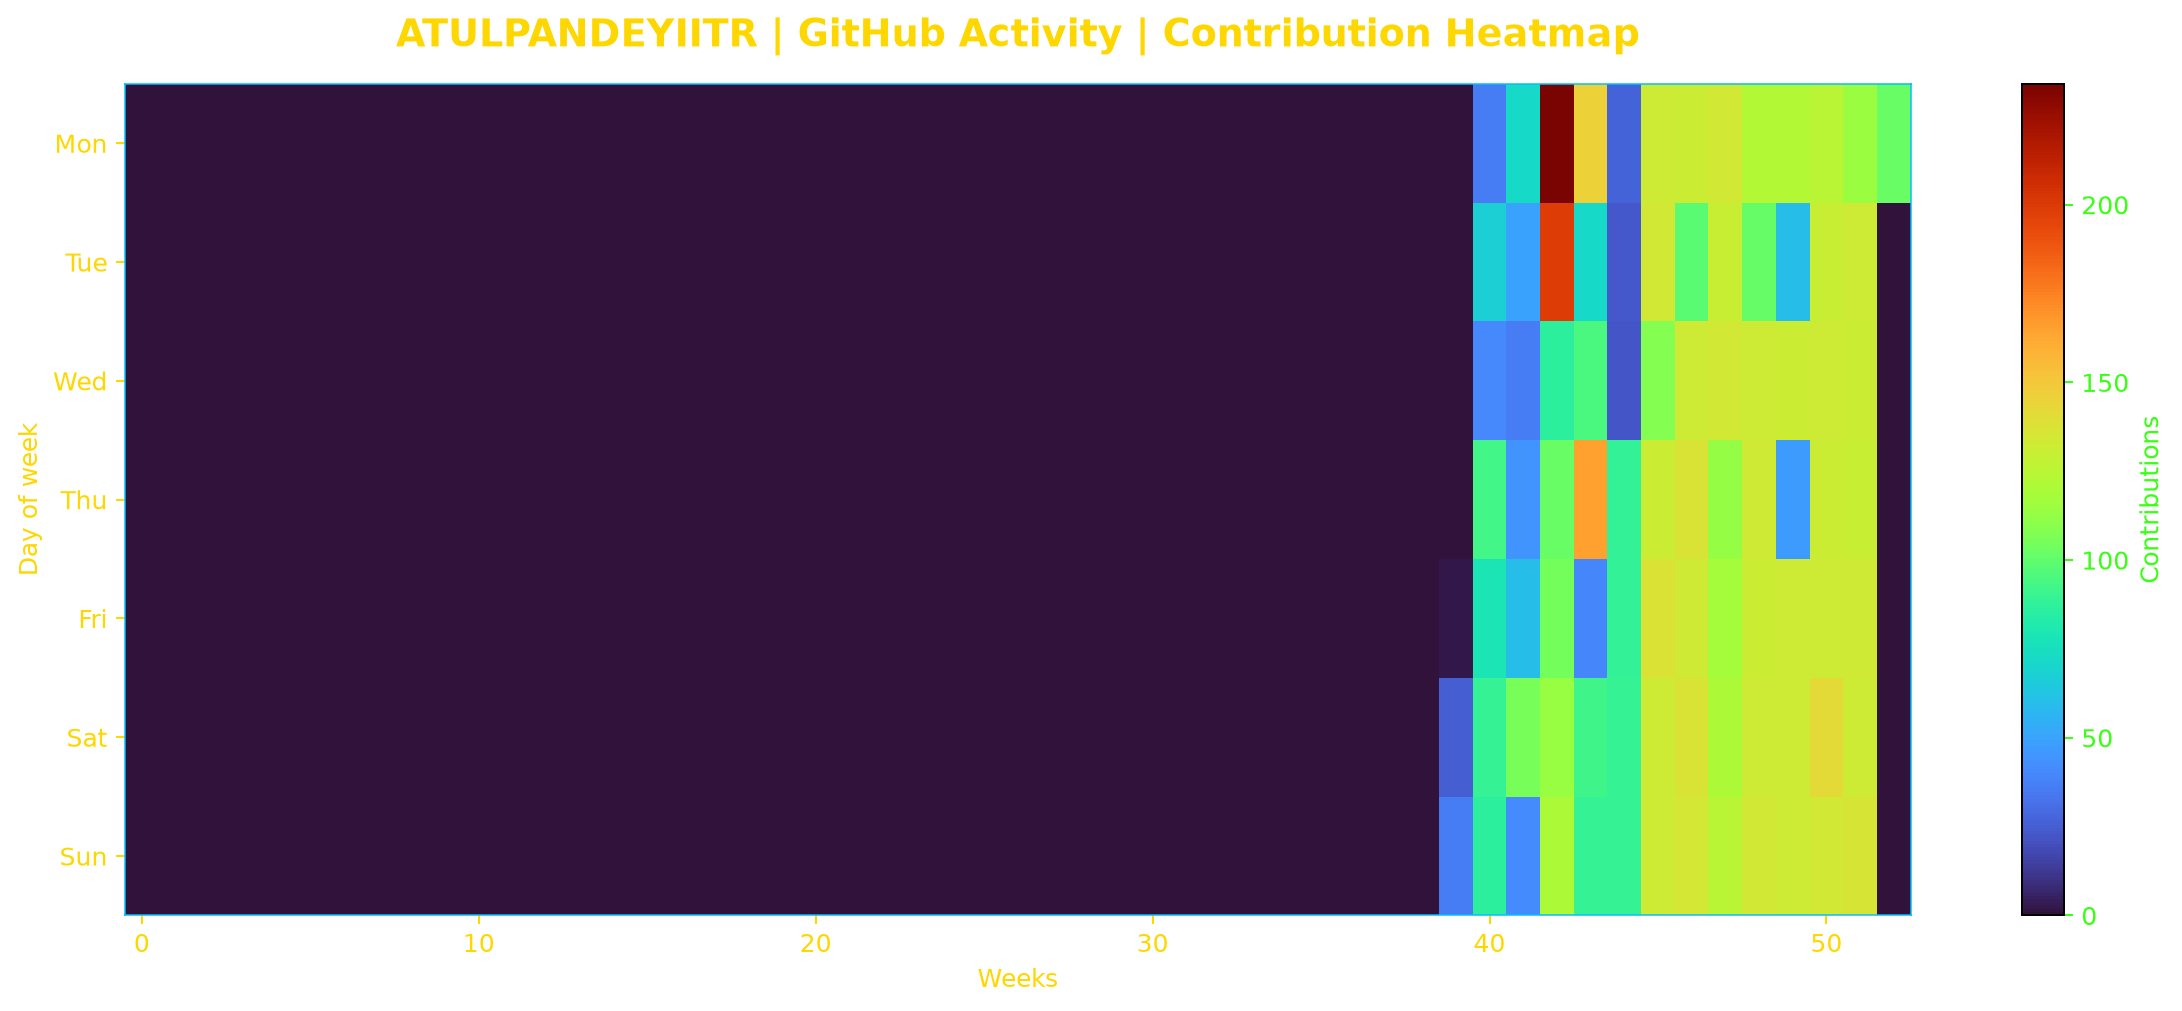 ATULPANDEYIITR | GitHub Activity | Contribution Heatmap
Day of week
Mon
Tue
Wed
Thu
Fri
Sat
Sun
0 10 20 30 40 50
Weeks
200
150
100
50
0
Contributions